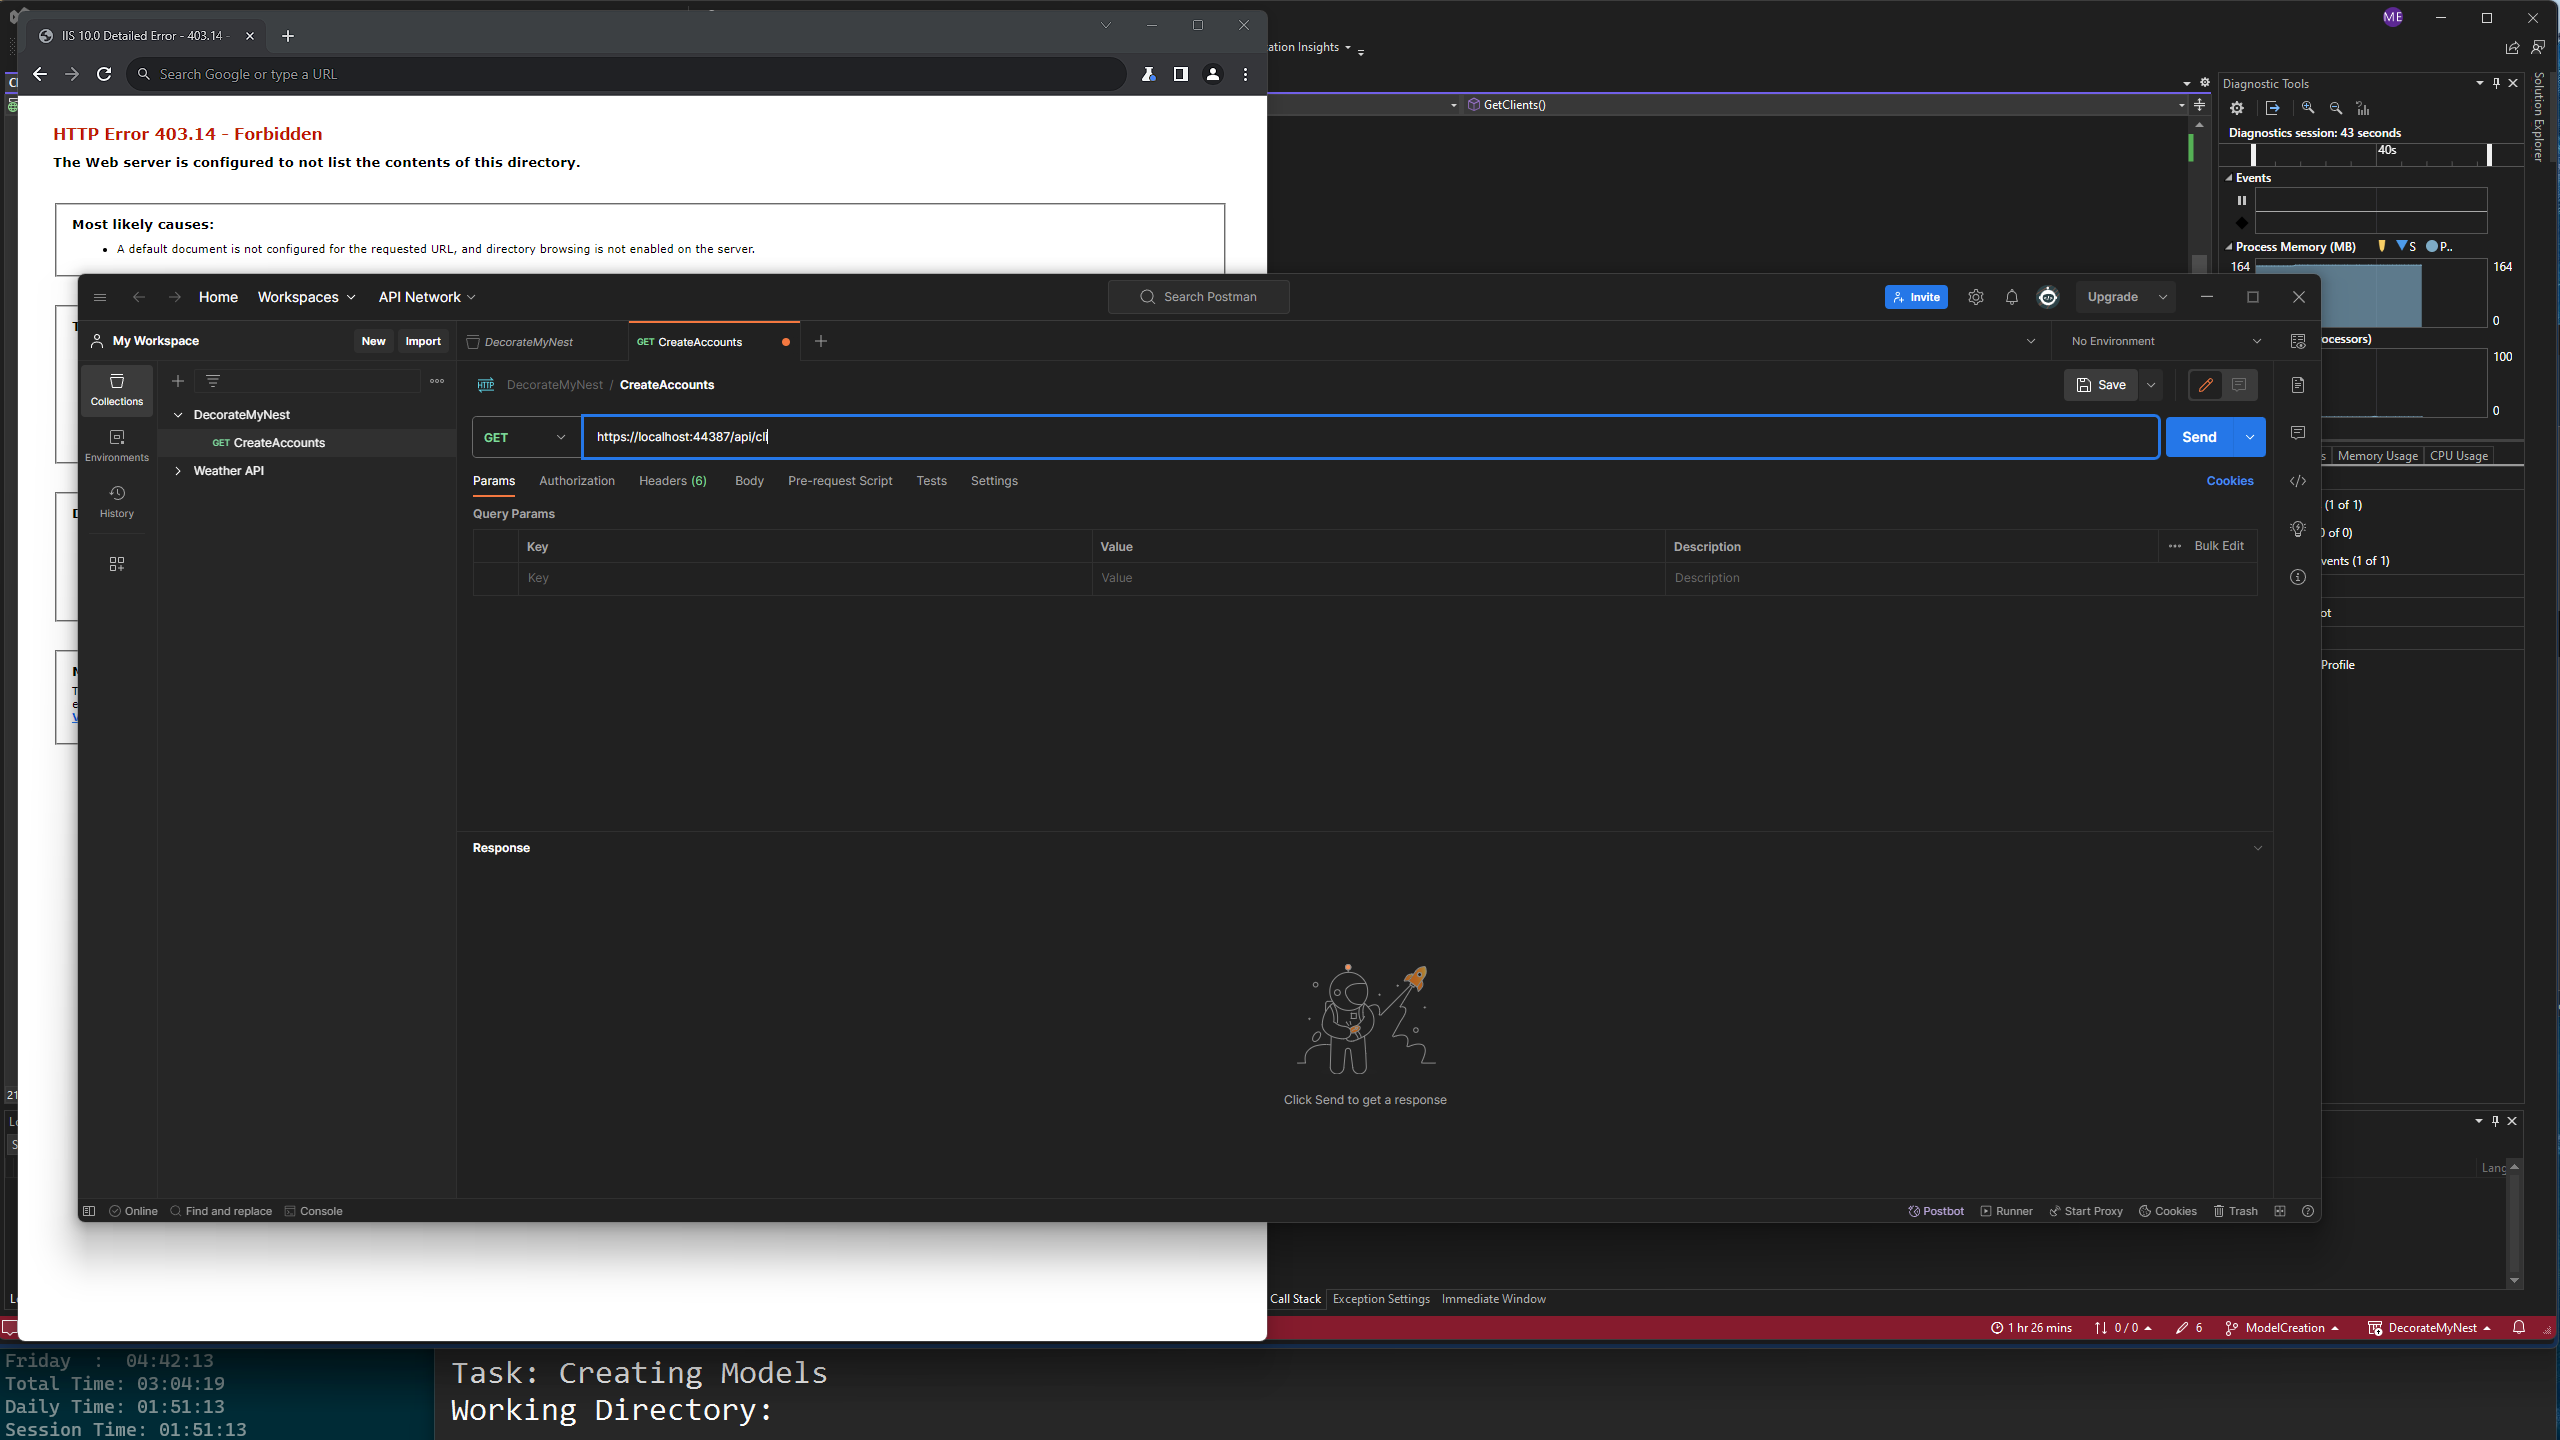 ME
IIS 10.0 Detailed Error - 403.14 -
ation Insights
Search Google or type a URL
GetClients()
Diagnostic Tools
Solution Explorer
HTTP Error 403.14 - Forbidden
The Web server is configured to not list the contents of this directory.
Most likely causes:
A default document is not configured for the requested URL, and directory browsing is not enabled on the server.
Diagnostics session: 43 seconds
40s
Events
Process Memory (MB) S P..
164 164
0
ocessors)
100
0
Home Workspaces API Network Search Postman Invite Upgrade
My Workspace New Import DecorateMyNest GET CreateAccounts No Environment
Collections
HTTP DecorateMyNest / CreateAccounts Save
DecorateMyNest
GET CreateAccounts
GET https://localhost:44387/api/cli Send
Environments
Weather API
s Memory Usage CPU Usage
Params Authorization Headers (6) Body Pre-request Script Tests Settings Cookies
History
Query Params
(1 of 1)
0 of 0)
vents (1 of 1)
Key Value Description Bulk Edit
Key Value Description
ot
Profile
Response
Click Send to get a response
Lang
Online Find and replace Console Postbot Runner Start Proxy Cookies Trash
Call Stack Exception Settings Immediate Window
1 hr 26 mins 0 / 0 6 ModelCreation DecorateMyNest
Friday : 04:42:13
Total Time: 03:04:19
Daily Time: 01:51:13
Session Time: 01:51:13
Task: Creating Models
Working Directory: